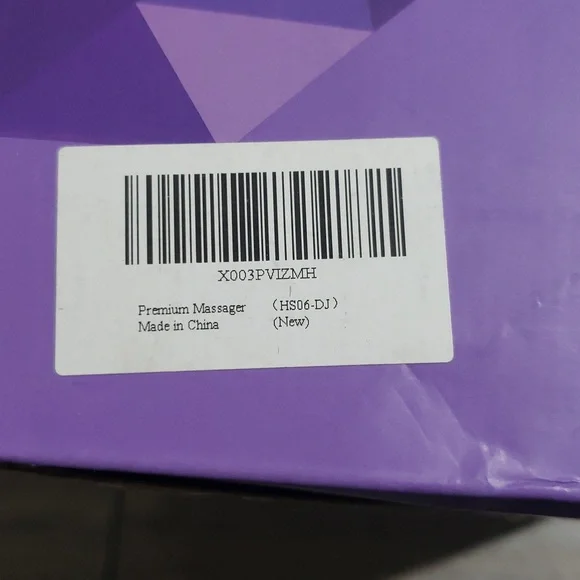 X003PVIZMH
Premium Massager （HS06-DJ）
Made in China (New)